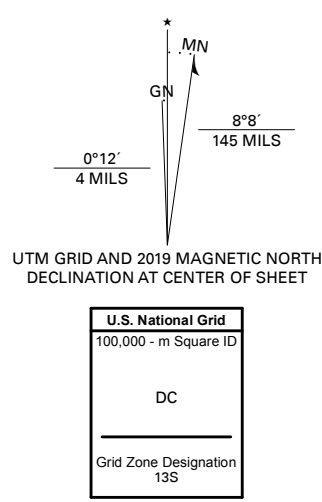 ★
MN
GN
8°8´
145 MILS
0°12´
4 MILS
UTM GRID AND 2019 MAGNETIC NORTH
DECLINATION AT CENTER OF SHEET
U.S. National Grid
100,000 - m Square ID
DC
Grid Zone Designation
13S